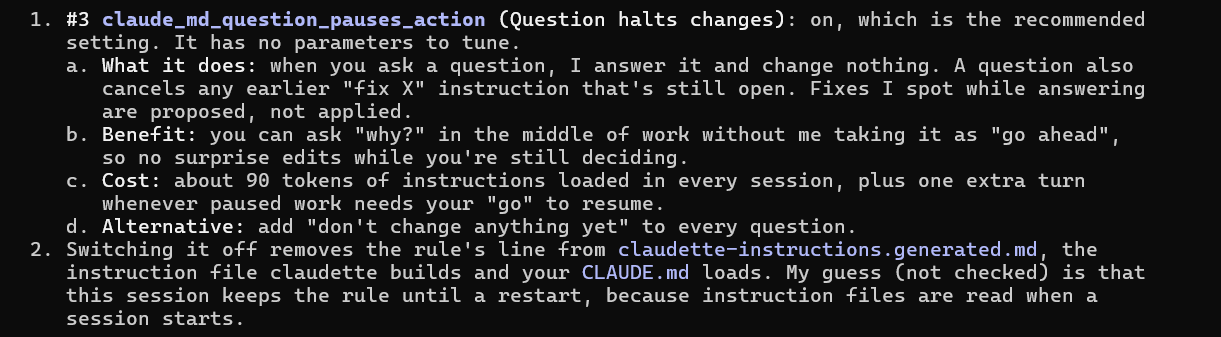 1. #3 claude_md_question_pauses_action (Question halts changes): on, which is the recommended
setting. It has no parameters to tune.
a. What it does: when you ask a question, I answer it and change nothing. A question also
cancels any earlier "fix X" instruction that's still open. Fixes I spot while answering
are proposed, not applied.
b. Benefit: you can ask "why?" in the middle of work without me taking it as "go ahead",
so no surprise edits while you're still deciding.
c. Cost: about 90 tokens of instructions loaded in every session, plus one extra turn
whenever paused work needs your "go" to resume.
d. Alternative: add "don't change anything yet" to every question.
2. Switching it off removes the rule's line from claudette-instructions.generated.md, the
instruction file claudette builds and your CLAUDE.md loads. My guess (not checked) is that
this session keeps the rule until a restart, because instruction files are read when a
session starts.